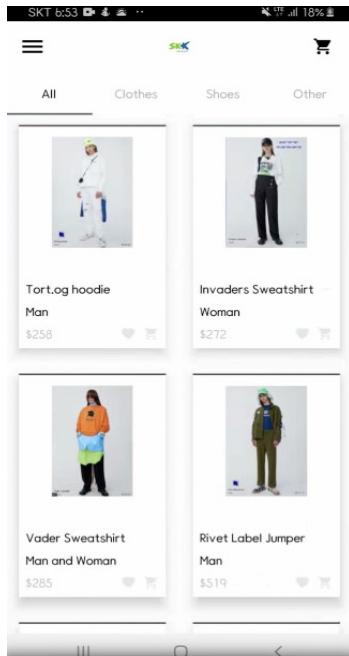 SKT 6:53
LTE 18%
SKK
All Clothes Shoes Other
Tort.og hoodie
Man
$258
Invaders Sweatshirt
Woman
$272
Vader Sweatshirt
Man and Woman
$285
Rivet Label Jumper
Man
$519